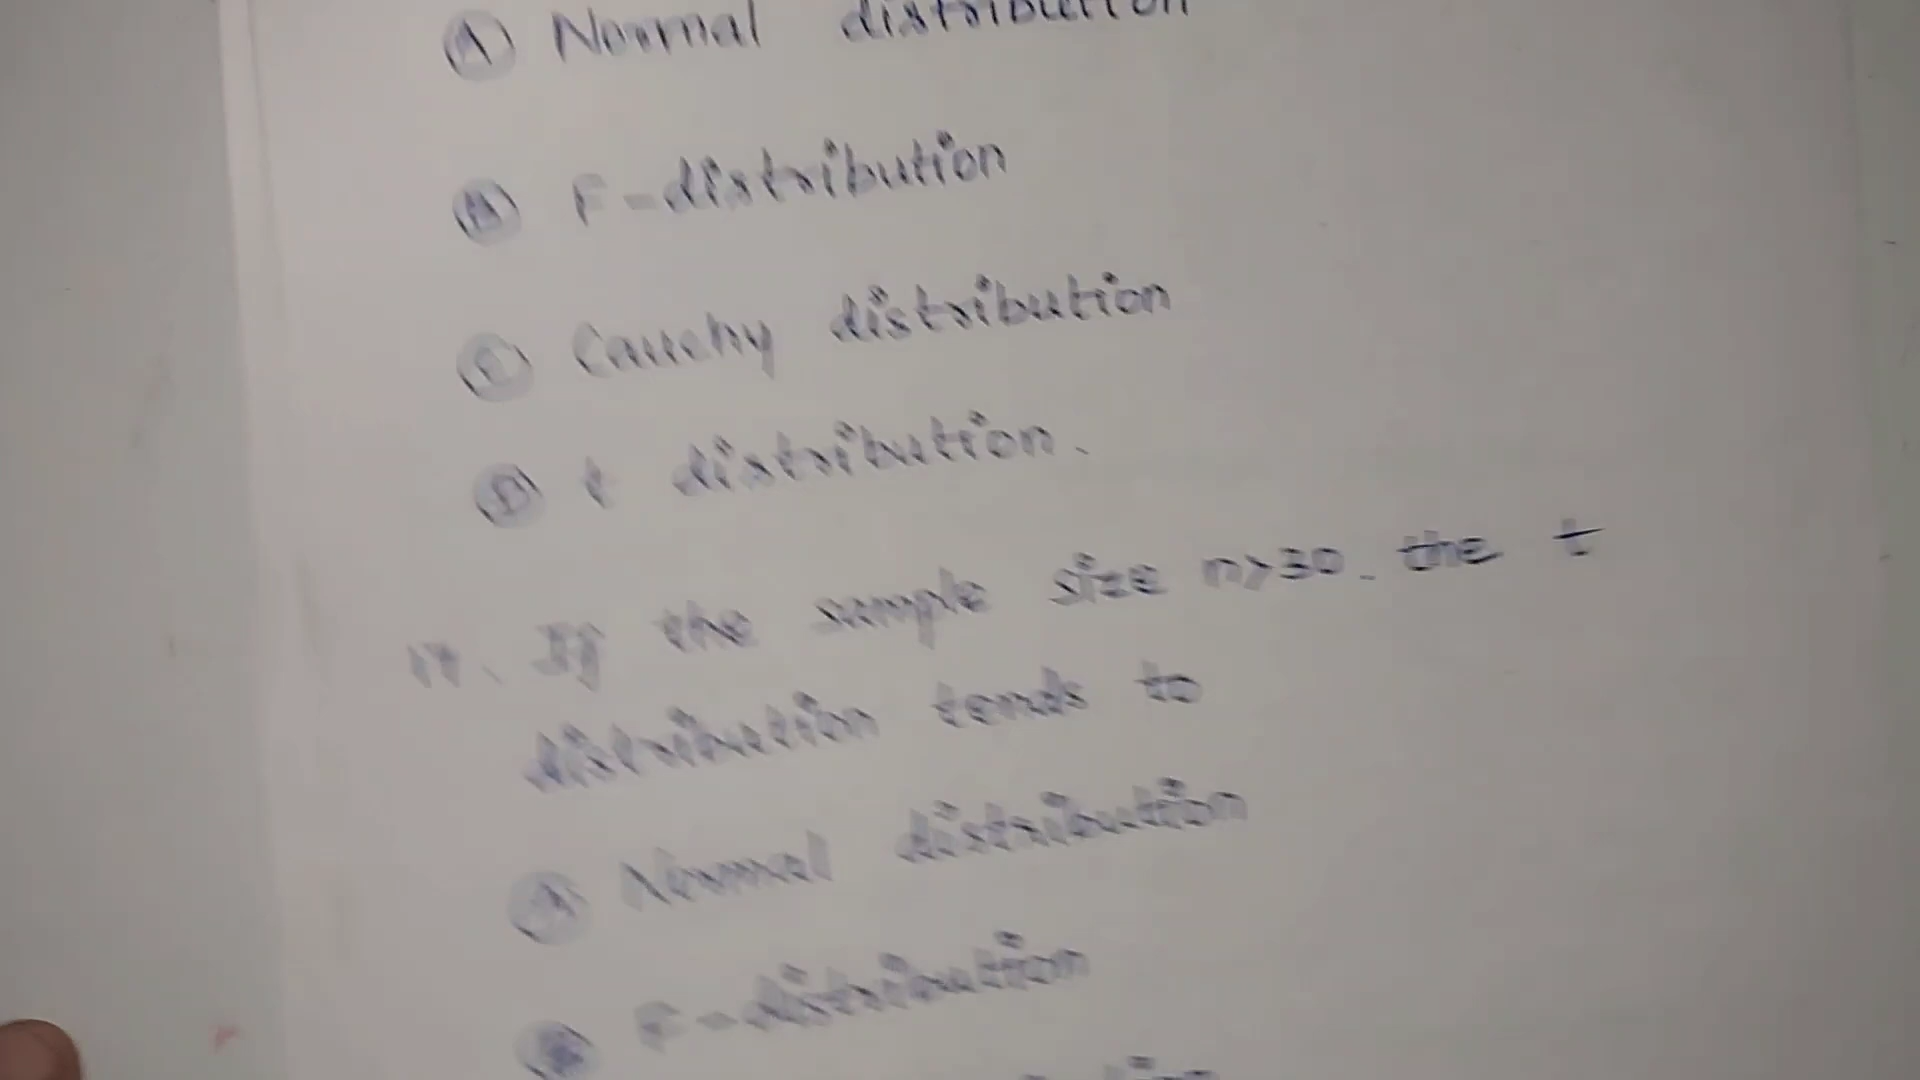 A Normal distribution
B F-distribution
C Cauchy distribution
D t distribution.
17. If the sample size n>30. the t
distribution tends to
A Normal distribution
B F-distribution